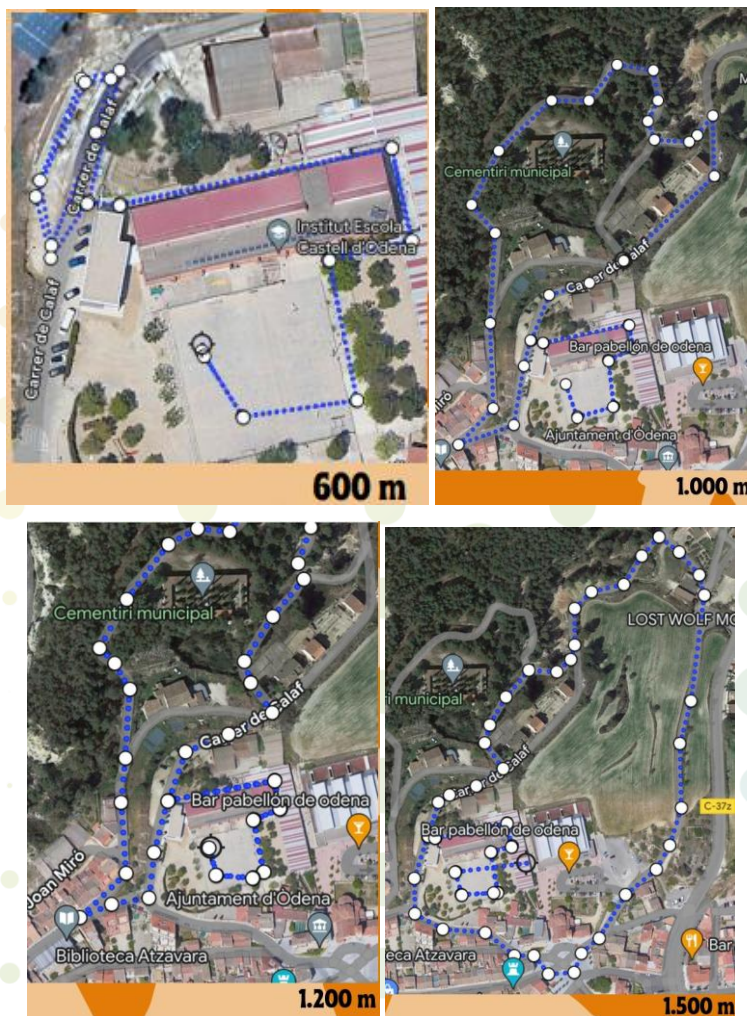 Carrer de Calaf
Carrer de Calaf
Institut Escola
Castell d'Òdena
600 m
Cementiri municipal
Carrer de Calaf
Bar pabellón de odena
Miró
Ajuntament d'Òdena
1.000 m
Cementiri municipal
Carrer de Calaf
Bar pabellón de odena
Joan Miró
Ajuntament d'Òdena
Biblioteca Atzavara
1.200 m
LOST WOLF MO
i municipal
Carrer de Calaf
C-37z
Bar pabellón de odena
eca Atzavara
Bar
1.500 m